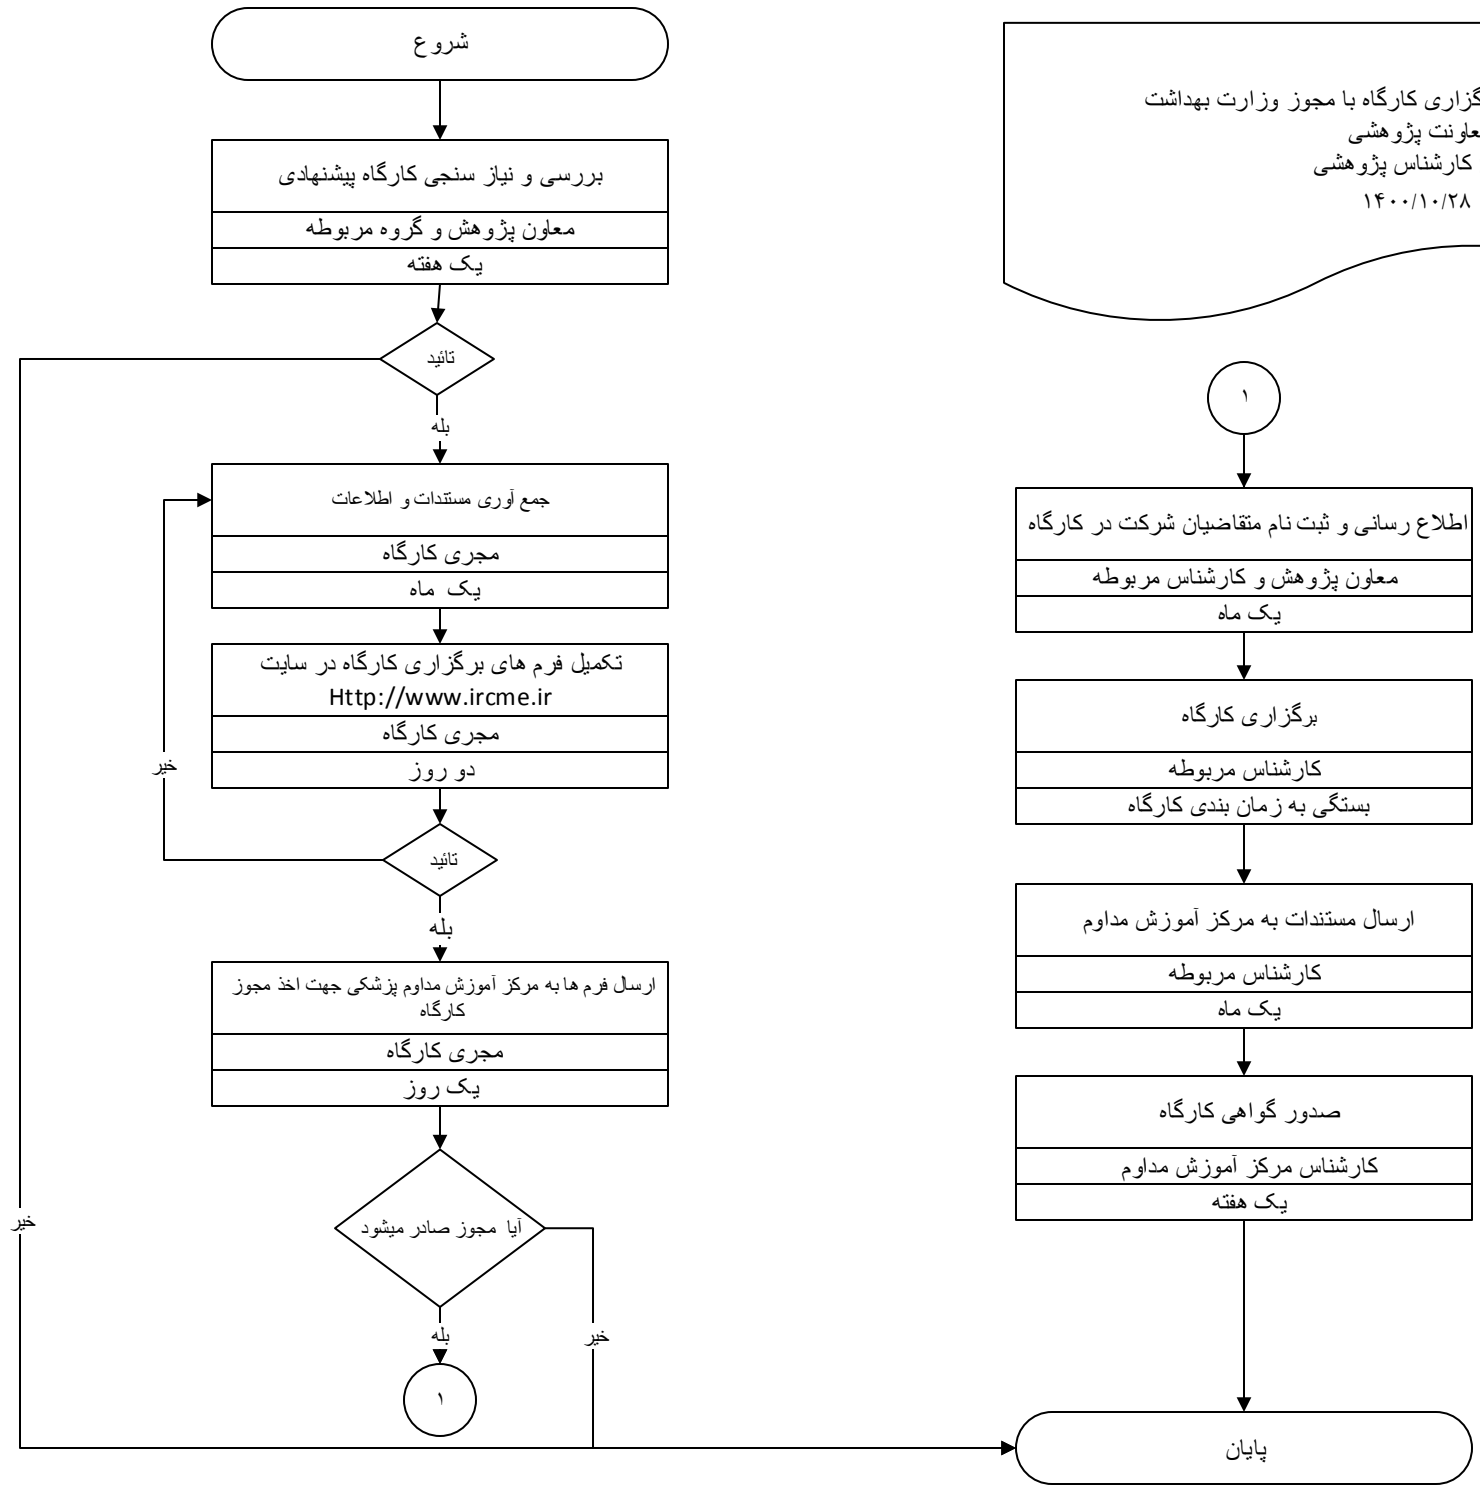 شروع
بررسی و نیاز سنجی کارگاه پیشنهادی
معاون پژوهش و گروه مربوطه
یک هفته
تائید
بله
جمع آوری مستندات و اطلاعات
مجری کارگاه
یک ماه
تکمیل فرم های برگزاری کارگاه در سایت
Http://www.ircme.ir
مجری کارگاه
دو روز
خیر
تائید
بله
ارسال فرم ها به مرکز آموزش مداوم پزشکی جهت اخذ مجوز
کارگاه
مجری کارگاه
یک روز
آیا مجوز صادر میشود
خیر
بله
خیر
۱
کارگاه با مجوز وزارت بهداشت
پژوهشی
کارشناس پژوهشی
۱۴۰۰/۱۰/۲۸
۱
اطلاع رسانی و ثبت نام متقاضیان شرکت در کارگاه
معاون پژوهش و کارشناس مربوطه
یک ماه
برگزاری کارگاه
کارشناس مربوطه
بستگی به زمان بندی کارگاه
ارسال مستندات به مرکز آموزش مداوم
کارشناس مربوطه
یک ماه
صدور گواهی کارگاه
کارشناس مرکز آموزش مداوم
یک هفته
پایان